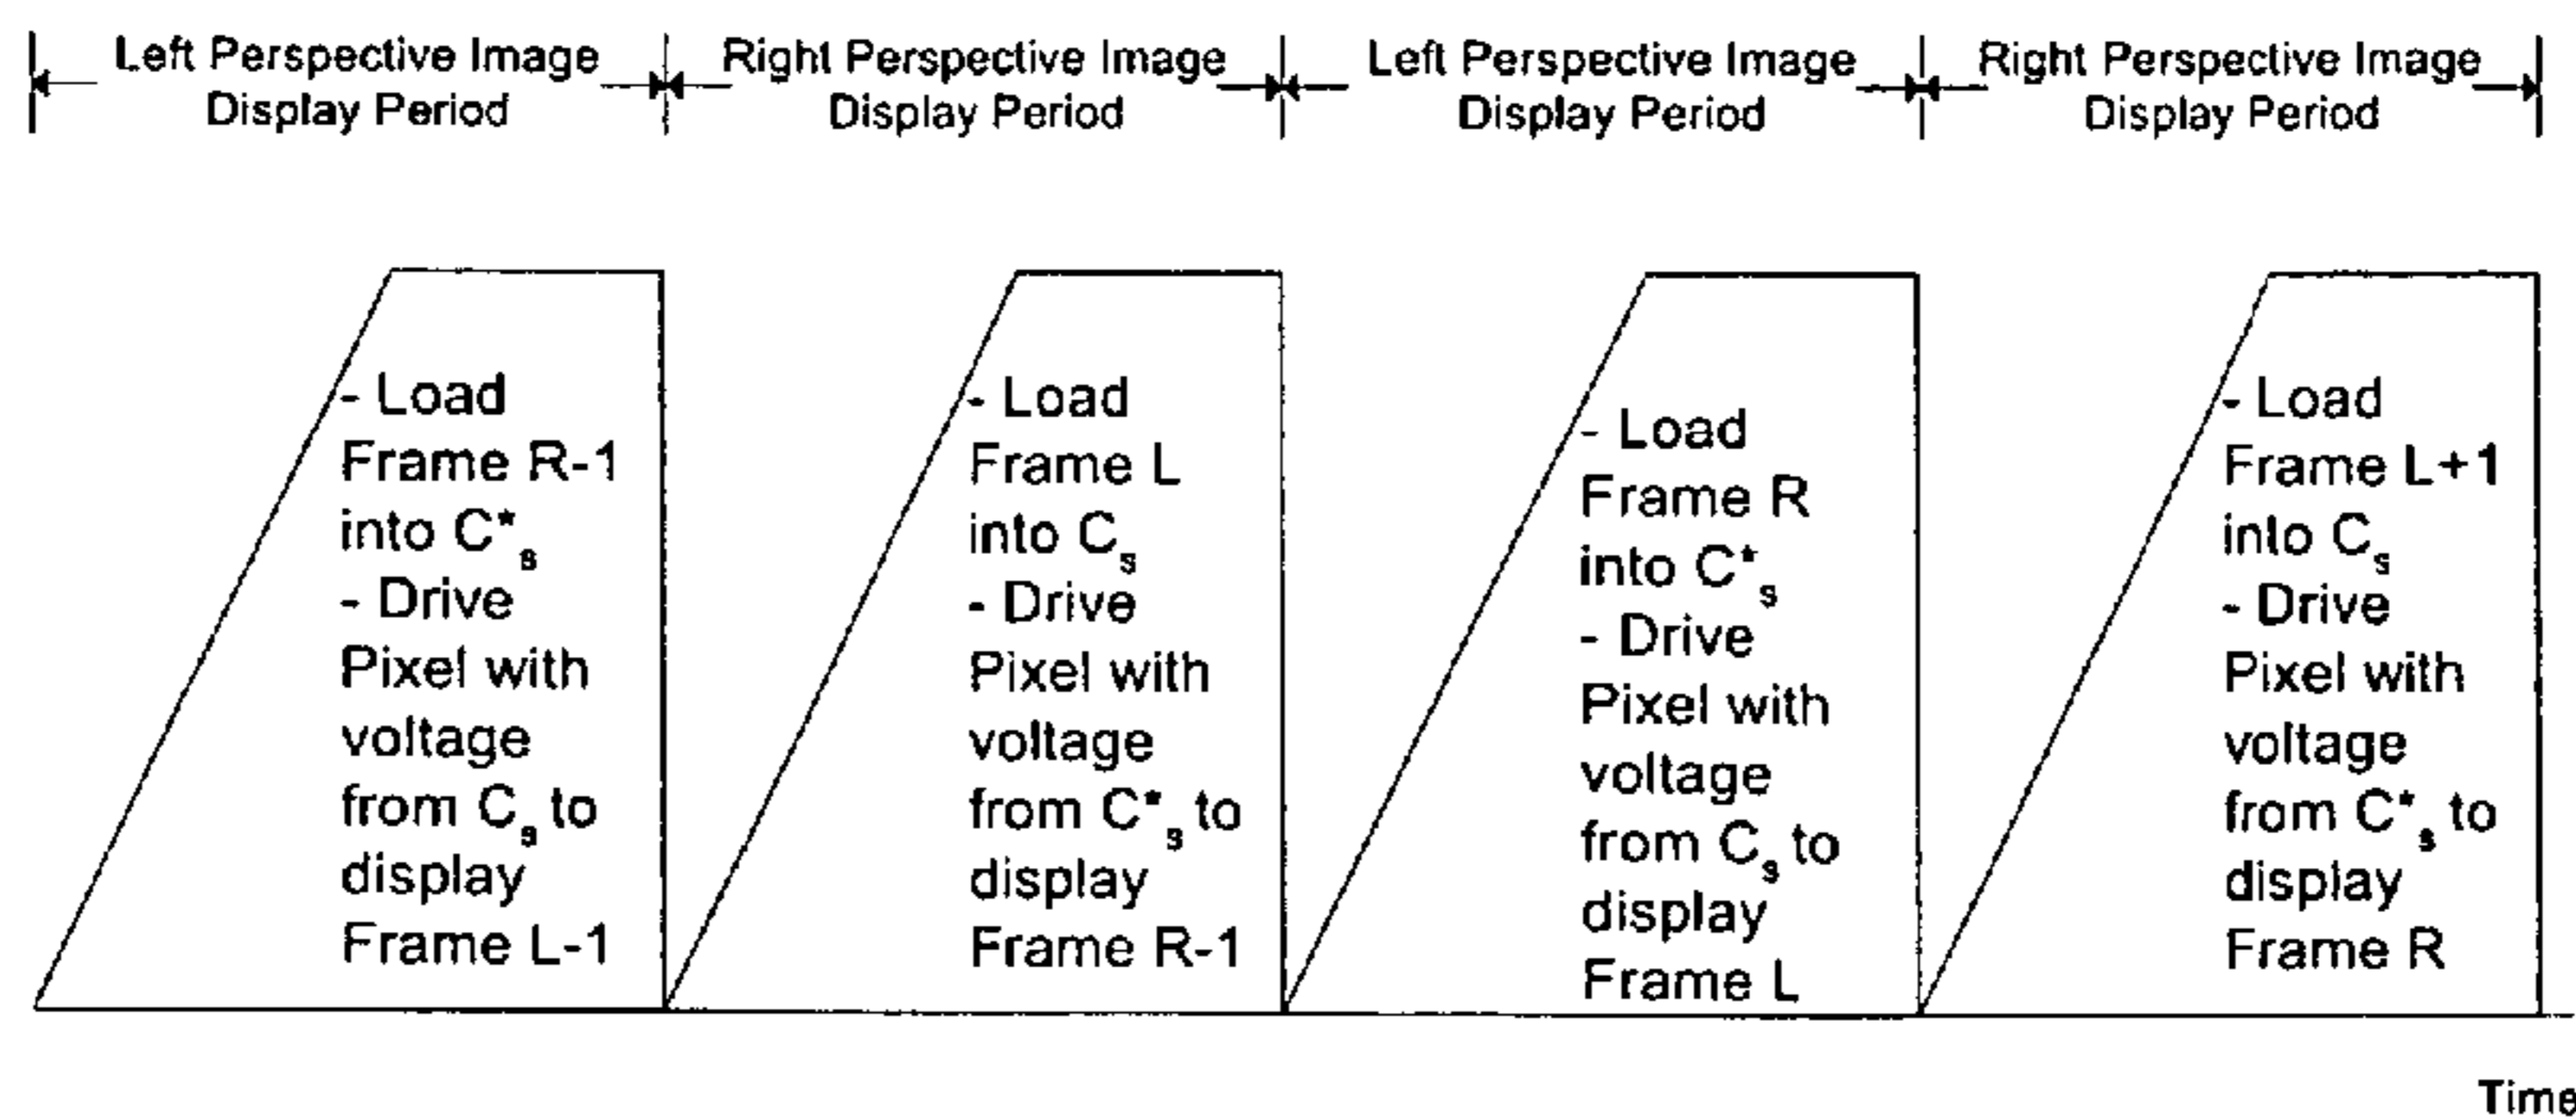 Left Perspective Image
Display Period
Right Perspective Image
Display Period
Left Perspective Image
Display Period
Right Perspective Image
Display Period
- Load
Frame R-1
into C*s
- Drive
Pixel with
voltage
from Cs to
display
Frame L-1
- Load
Frame L
into Cs
- Drive
Pixel with
voltage
from C*s to
display
Frame R-1
- Load
Frame R
into C*s
- Drive
Pixel with
voltage
from Cs to
display
Frame L
- Load
Frame L+1
into Cs
- Drive
Pixel with
voltage
from C*s to
display
Frame R
Time